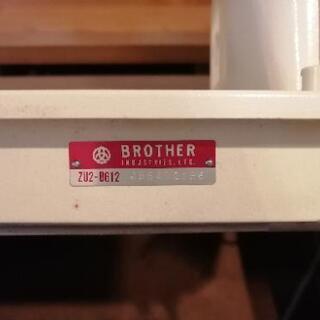 BROTHER
INDUSTRIES, LTD.
ZU2-B612